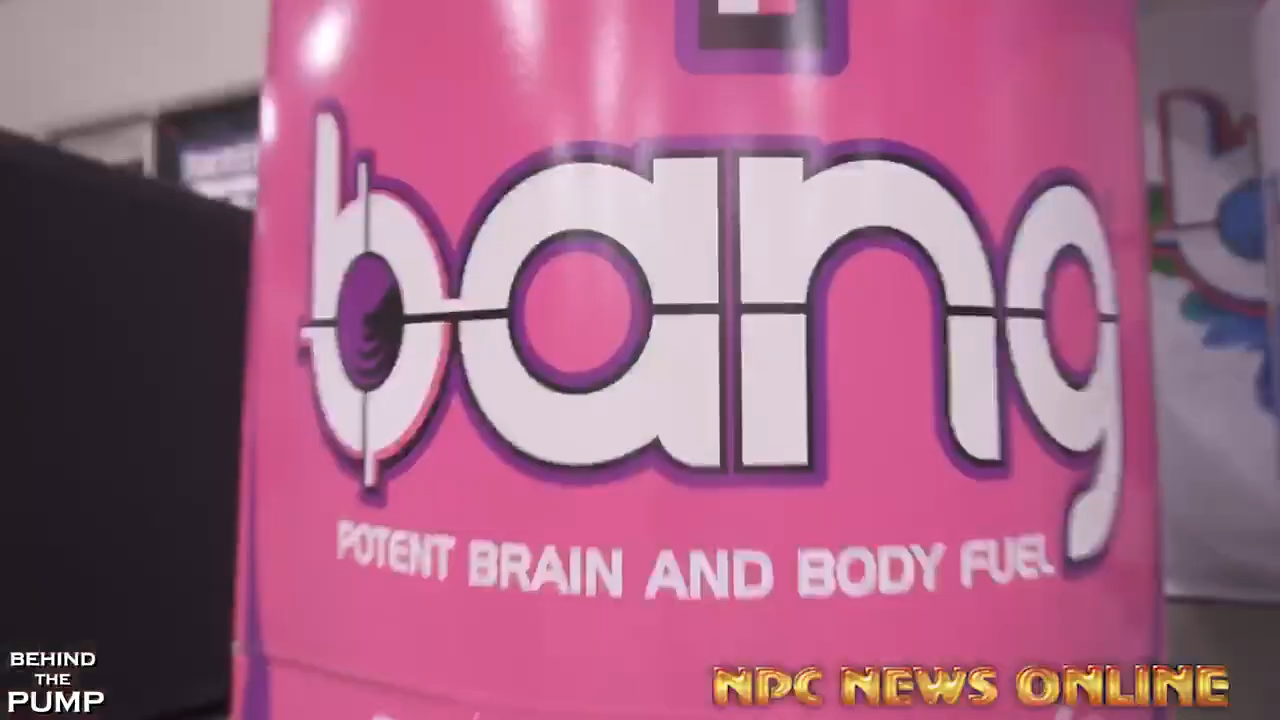 bang
POTENT BRAIN AND BODY FUEL
BEHIND
THE
PUMP
NPC NEWS ONLINE